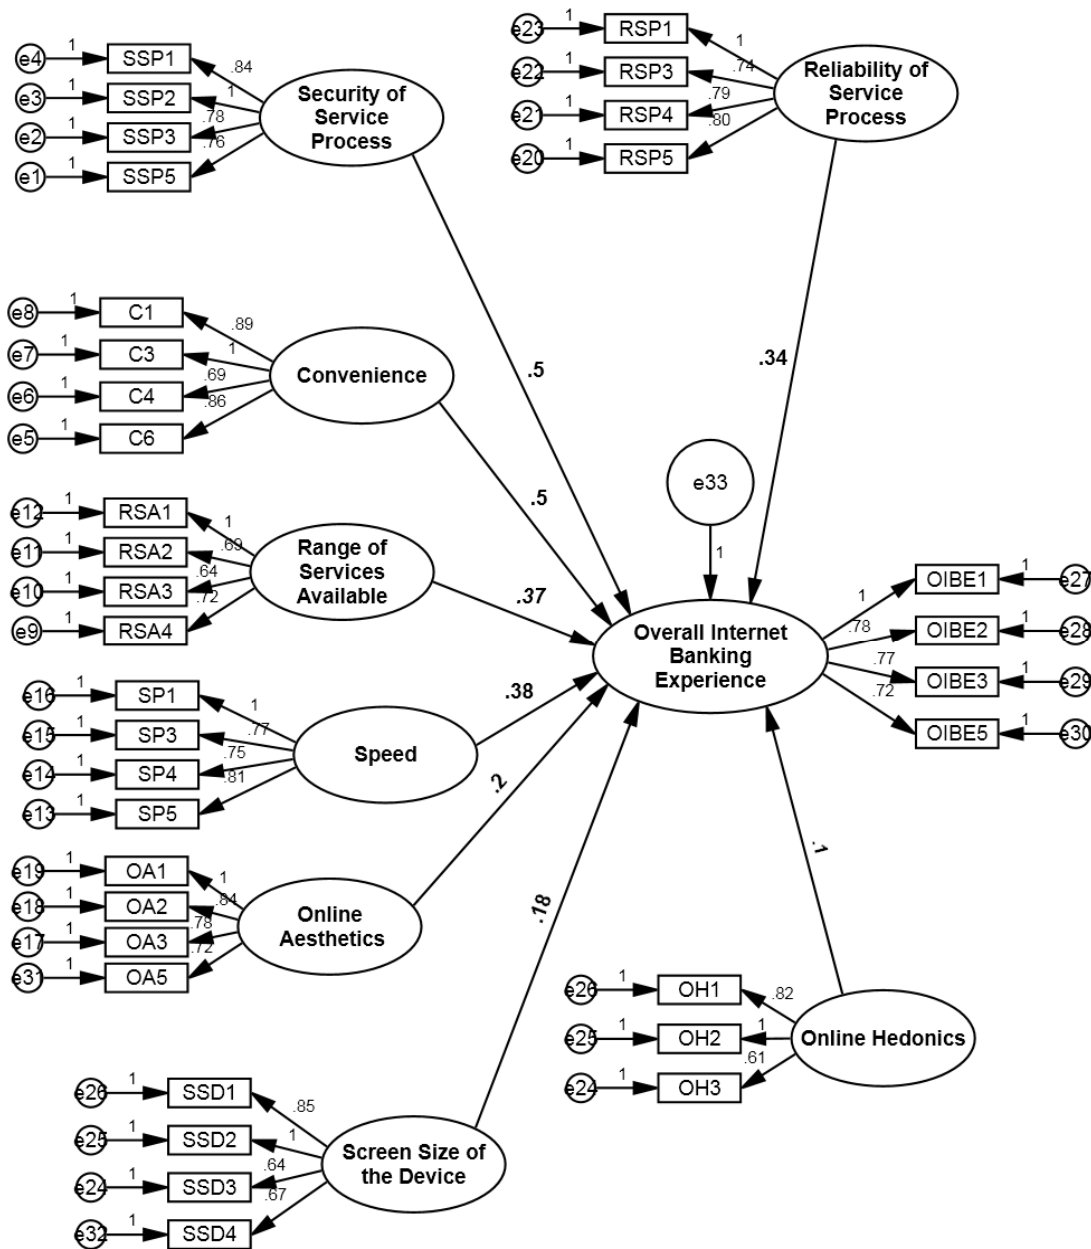 e4 1 SSP1 .84
e3 1 SSP2 1
e2 1 SSP3 .78
e1 1 SSP5 .76
Security of
Service
Process
e23 1 RSP1 1
e22 1 RSP3 .74
e21 1 RSP4 .79
e20 1 RSP5 .80
Reliability of
Service
Process
e8 1 C1 .89
e7 1 C3 1
e6 1 C4 .69
e5 1 C6 .86
Convenience
.5
.34
.5
e33
1
e12 1 RSA1 1
e11 1 RSA2 .69
e10 1 RSA3 .64
e9 1 RSA4 .72
Range of
Services
Available
.37
Overall Internet
Banking
Experience
1 OIBE1 1 e27
.78 OIBE2 1 e28
.77 OIBE3 1 e29
.72 OIBE5 1 e30
e16 1 SP1 1
e15 1 SP3 .77
e14 1 SP4 .75
e13 1 SP5 .81
Speed
.38
e19 1 OA1 1
e18 1 OA2 .84
e17 1 OA3 .78
e31 1 OA5 .72
Online
Aesthetics
.2
.18
.1
e26 1 OH1 .82
e25 1 OH2 1
e24 1 OH3 .61
Online Hedonics
e26 1 SSD1 .85
e25 1 SSD2 1
e24 1 SSD3 .64
e32 1 SSD4 .67
Screen Size of
the Device